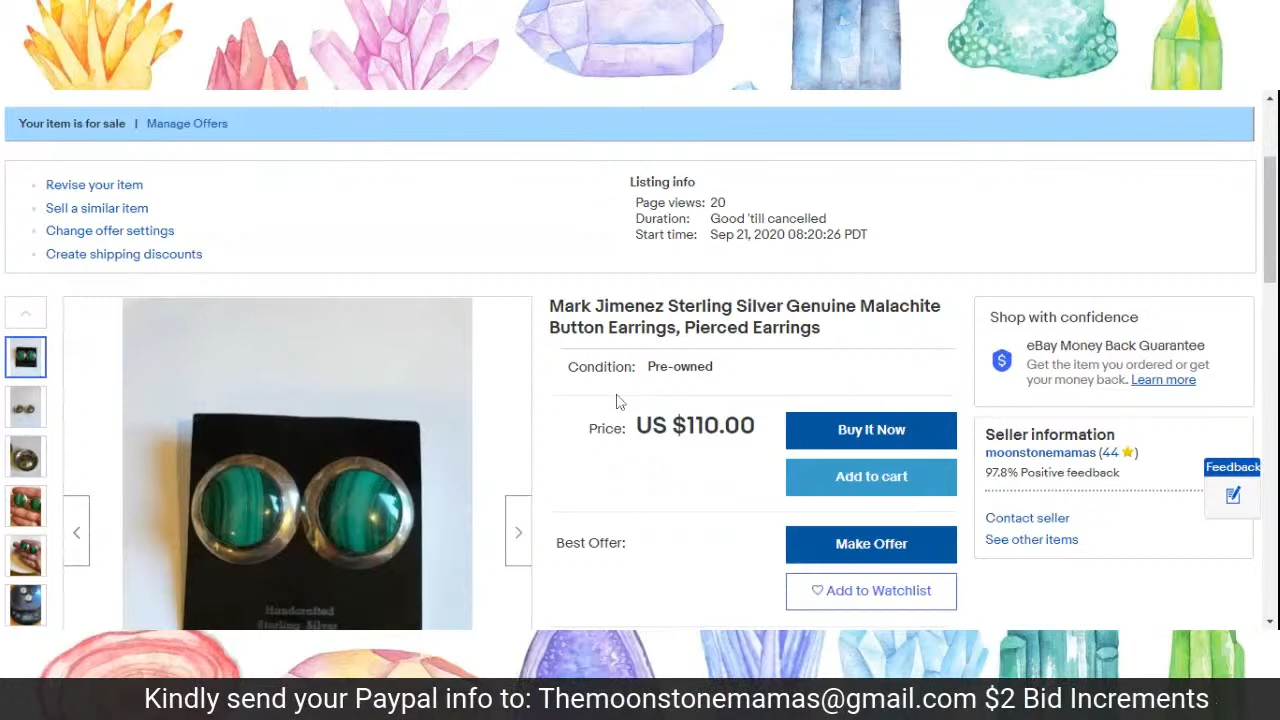 Your item is for sale | Manage Offers
Revise your item
Sell a similar item
Change offer settings
Create shipping discounts
Listing info
Page views: 20
Duration: Good 'till cancelled
Start time: Sep 21, 2020 08:20:26 PDT
Mark Jimenez Sterling Silver Genuine Malachite
Button Earrings, Pierced Earrings
Condition: Pre-owned
Price: US $110.00
Buy It Now
Add to cart
Best Offer:
Make Offer
Add to Watchlist
Shop with confidence
eBay Money Back Guarantee
Get the item you ordered or get
your money back. Learn more
Seller information
moonstonemamas (44)
97.8% Positive feedback
Contact seller
See other items
Feedback
Handcrafted
Sterling Silver
Kindly send your Paypal info to: Themoonstonemamas@gmail.com $2 Bid Increments